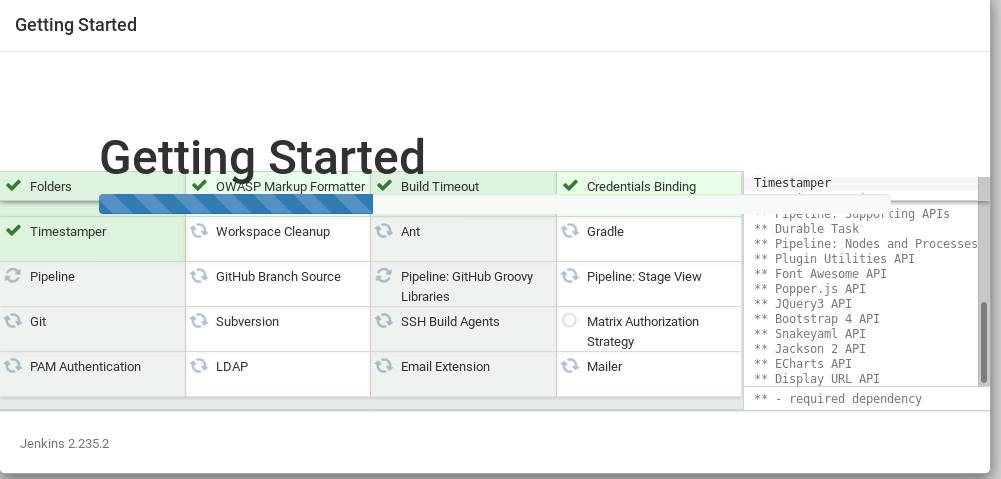 Getting Started
Getting Started
Folders
OWASP Markup Formatter
Build Timeout
Credentials Binding
Timestamper
Workspace Cleanup
Ant
Gradle
Pipeline
GitHub Branch Source
Pipeline: GitHub Groovy
Libraries
Pipeline: Stage View
Git
Subversion
SSH Build Agents
Matrix Authorization
Strategy
PAM Authentication
LDAP
Email Extension
Mailer
Timestamper
** Pipeline: Supporting APIs
** Durable Task
** Pipeline: Nodes and Processes
** Plugin Utilities API
** Font Awesome API
** Popper.js API
** JQuery3 API
** Bootstrap 4 API
** Snakeyaml API
** Jackson 2 API
** ECharts API
** Display URL API
** - required dependency
Jenkins 2.235.2